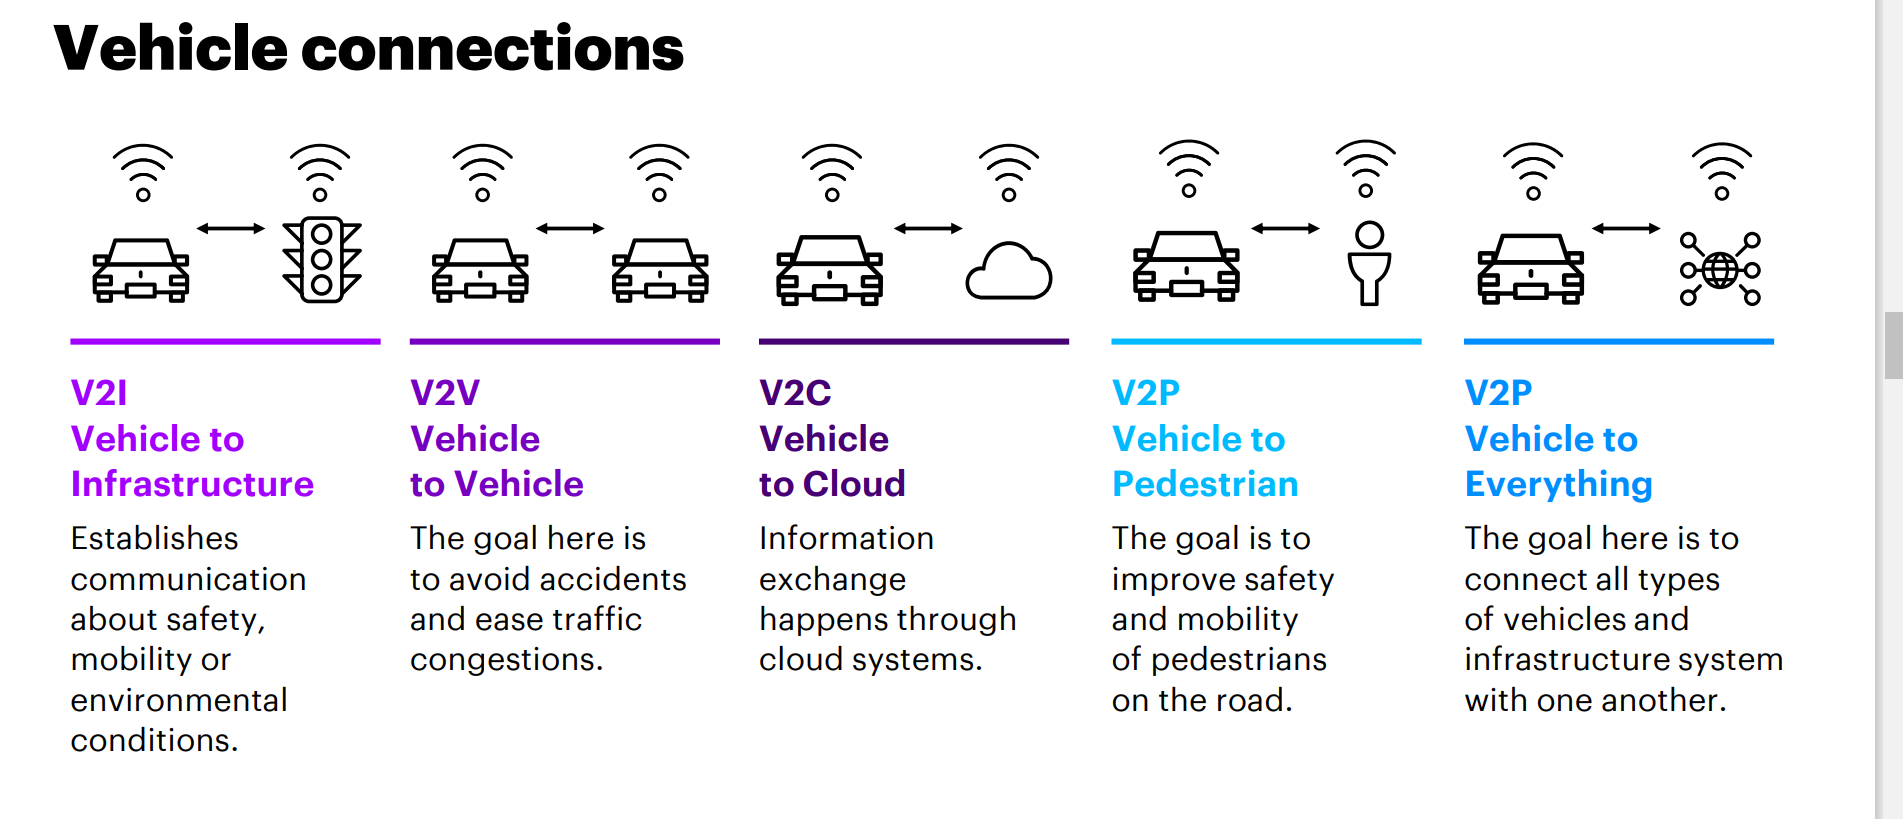 Vehicle connections
V2I
Vehicle to
Infrastructure
Establishes
communication
about safety,
mobility or
environmental
conditions.
V2V
Vehicle
to Vehicle
The goal here is
to avoid accidents
and ease traffic
congestions.
V2C
Vehicle
to Cloud
Information
exchange
happens through
cloud systems.
V2P
Vehicle to
Pedestrian
The goal is to
improve safety
and mobility
of pedestrians
on the road.
V2P
Vehicle to
Everything
The goal here is to
connect all types
of vehicles and
infrastructure system
with one another.